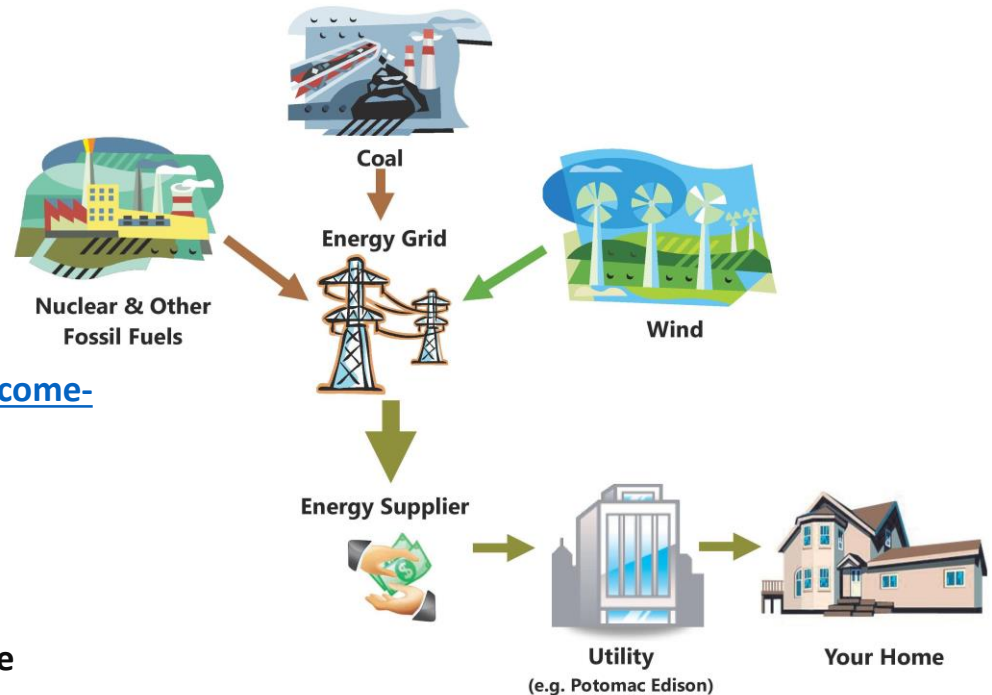 Coal
Energy Grid
Nuclear & Other
Fossil Fuels
Wind
come-
Energy Supplier
e
Utility
(e.g. Potomac Edison)
Your Home